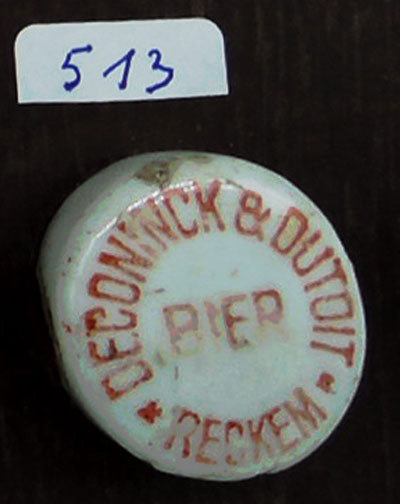 513
DECONINCK & DUTOIT
BIER
* RECKEM *